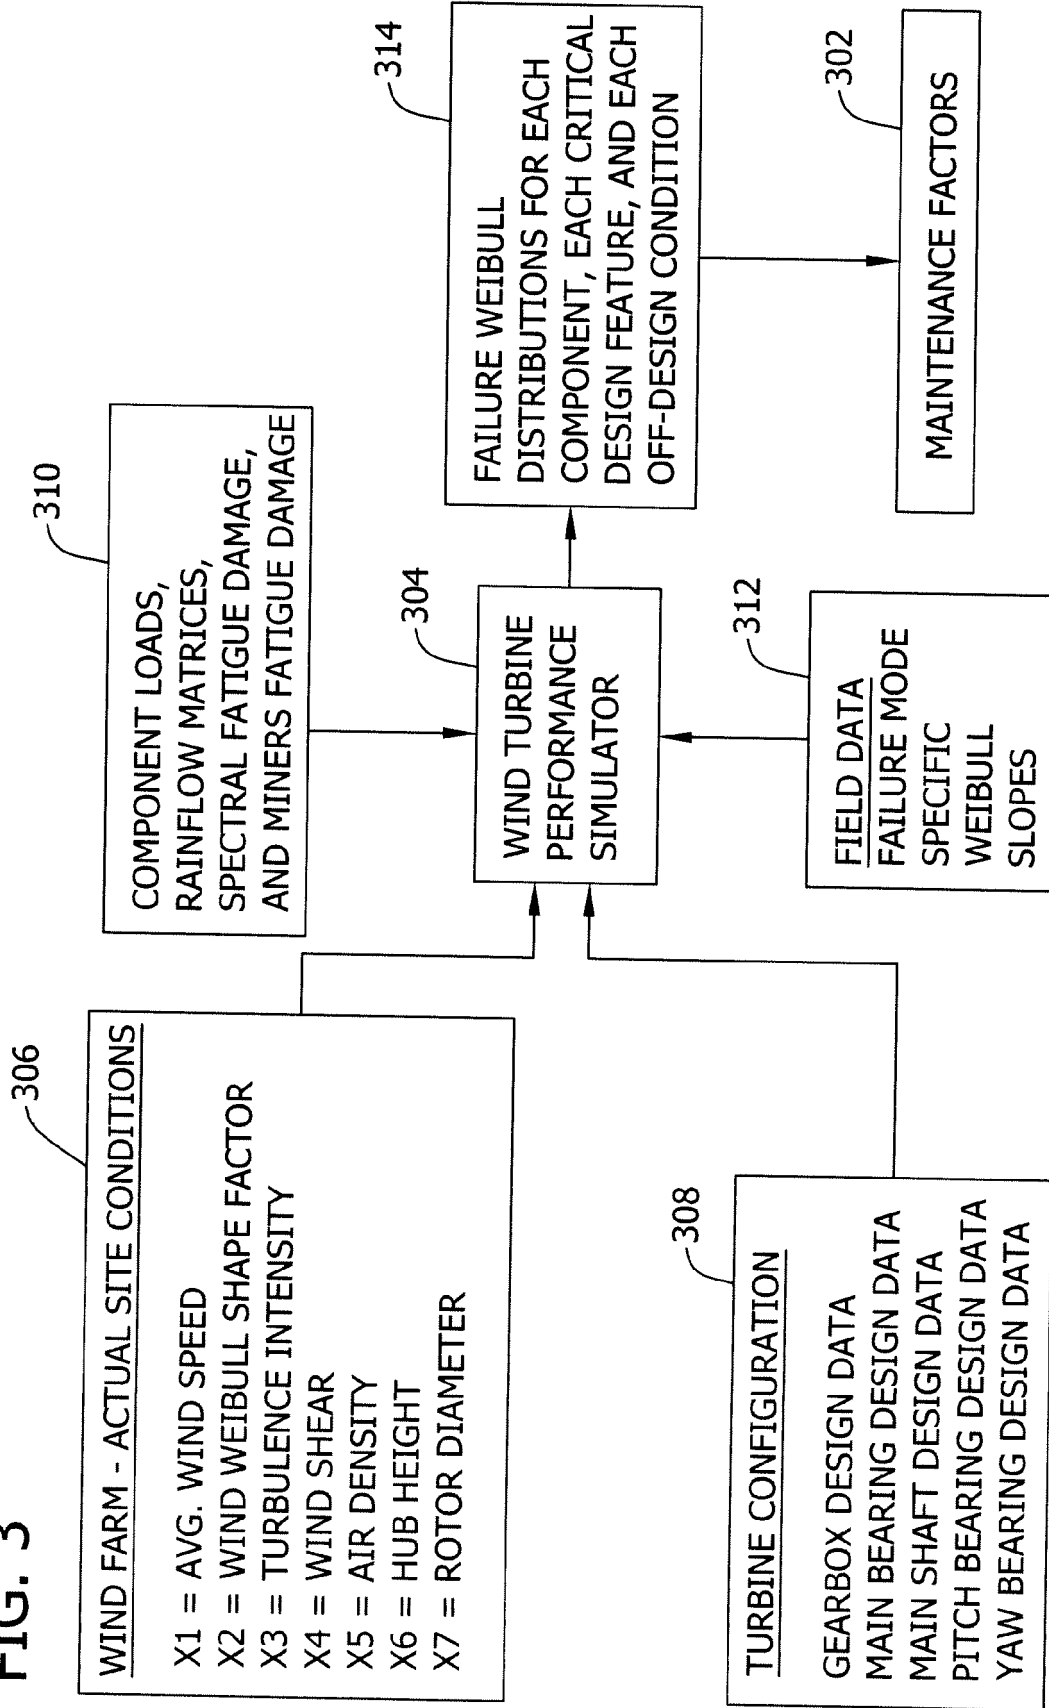 FIG. 3
306
WIND FARM - ACTUAL SITE CONDITIONS
X1 = AVG. WIND SPEED
X2 = WIND WEIBULL SHAPE FACTOR
X3 = TURBULENCE INTENSITY
X4 = WIND SHEAR
X5 = AIR DENSITY
X6 = HUB HEIGHT
X7 = ROTOR DIAMETER
310
COMPONENT LOADS,
RAINFLOW MATRICES,
SPECTRAL FATIGUE DAMAGE,
AND MINERS FATIGUE DAMAGE
304
WIND TURBINE
PERFORMANCE
SIMULATOR
314
FAILURE WEIBULL
DISTRIBUTIONS FOR EACH
COMPONENT, EACH CRITICAL
DESIGN FEATURE, AND EACH
OFF-DESIGN CONDITION
308
TURBINE CONFIGURATION
GEARBOX DESIGN DATA
MAIN BEARING DESIGN DATA
MAIN SHAFT DESIGN DATA
PITCH BEARING DESIGN DATA
YAW BEARING DESIGN DATA
312
FIELD DATA
FAILURE MODE
SPECIFIC
WEIBULL
SLOPES
302
MAINTENANCE FACTORS